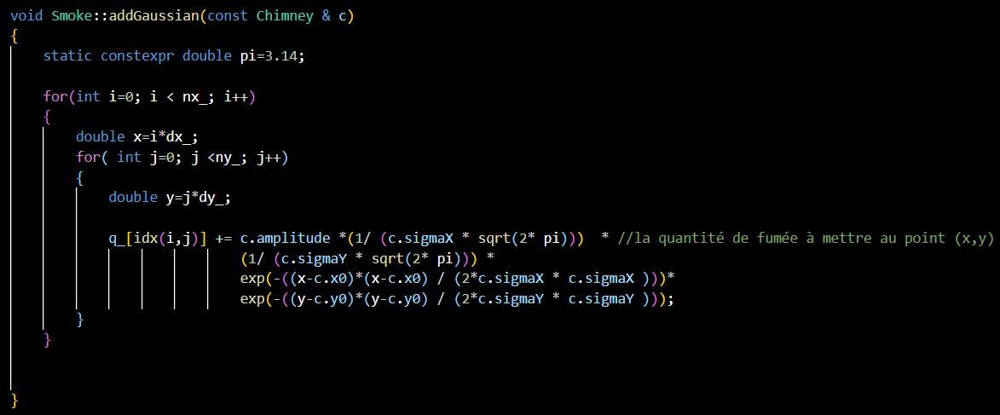 void Smoke::addGaussian(const Chimney & c)
{
    static constexpr double pi=3.14;

    for(int i=0; i < nx_; i++)
    {
        double x=i*dx_;
        for( int j=0; j <ny_; j++)
        {
            double y=j*dy_;

            q_[idx(i,j)] += c.amplitude *(1/ (c.sigmaX * sqrt(2* pi)))  * //la quantité de fumée à mettre au point (x,y)
                            (1/ (c.sigmaY * sqrt(2* pi))) *
                            exp(-((x-c.x0)*(x-c.x0) / (2*c.sigmaX * c.sigmaX )))*
                            exp(-((y-c.y0)*(y-c.y0) / (2*c.sigmaY * c.sigmaY )));
        }
    }


}